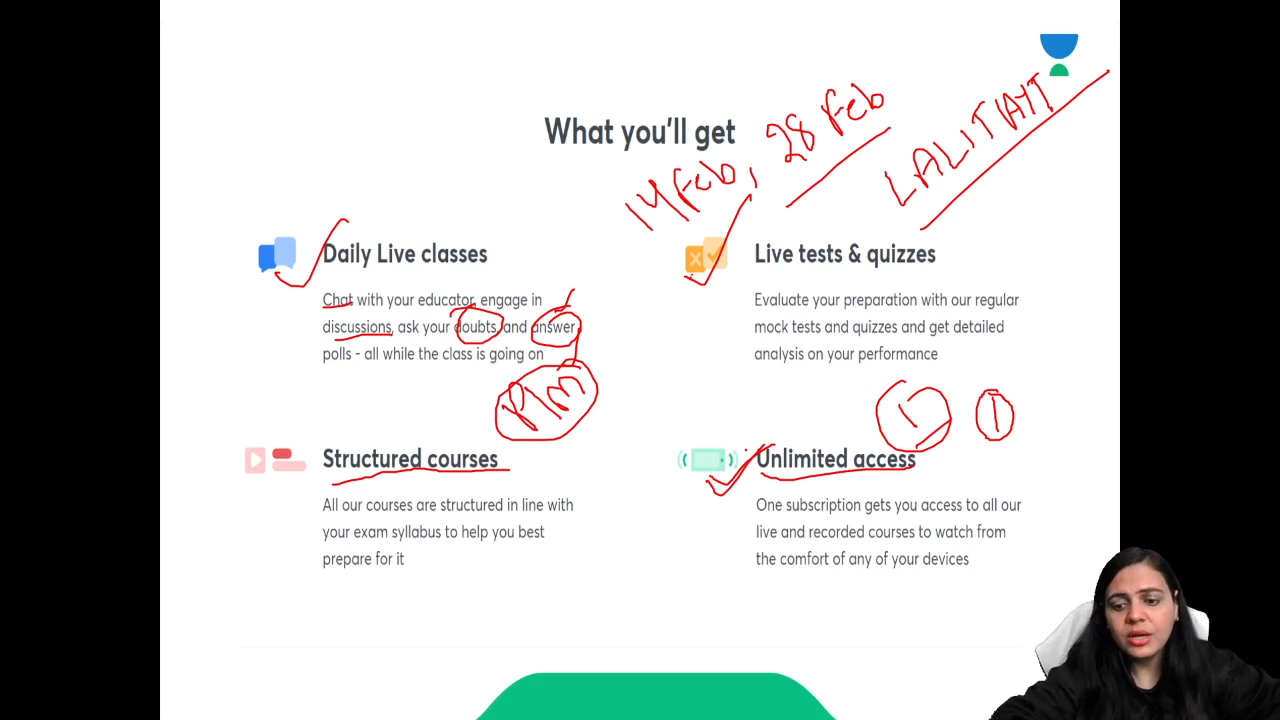 What you'll get
14 Feb, 28 Feb
Daily Live classes
Chat with your educator, engage in
discussions, ask your doubts, and answer
polls - all while the class is going on
Live tests & quizzes
Evaluate your preparation with our regular
mock tests and quizzes and get detailed
analysis on your performance
Structured courses
All our courses are structured in line with
your exam syllabus to help you best
prepare for it
Unlimited access
One subscription gets you access to all our
live and recorded courses to watch from
the comfort of any of your devices